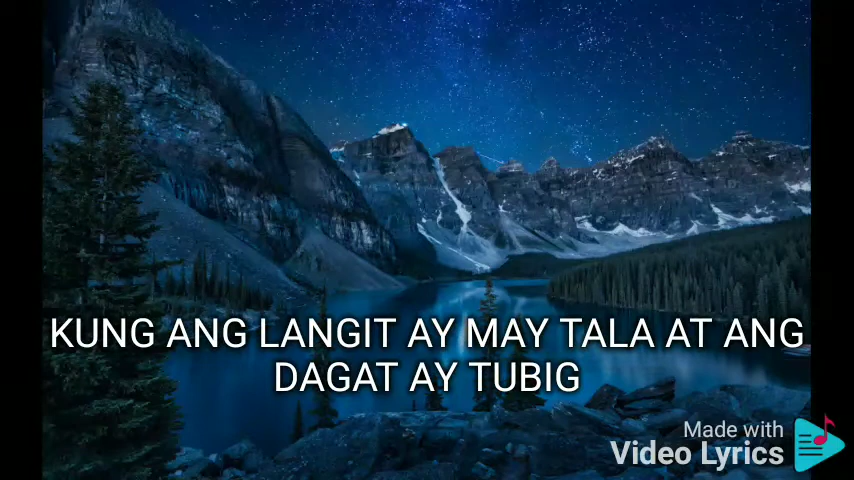 KUNG ANG LANGIT AY MAY TALA AT ANG
DAGAT AY TUBIG
Made with
Video Lyrics